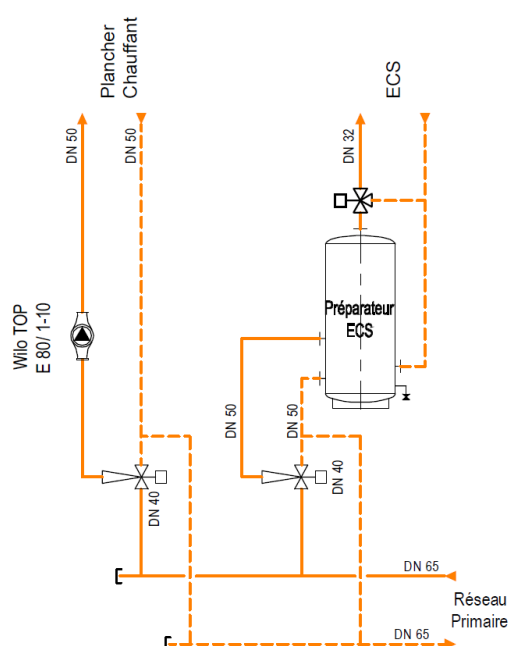 Plancher
Chauffant
ECS
DN 50
DN 50
DN 32
Wilo TOP
E 80/ 1-10
Préparateur
ECS
DN 50
DN 50
DN 40
DN 40
DN 65
Réseau
Primaire
DN 65